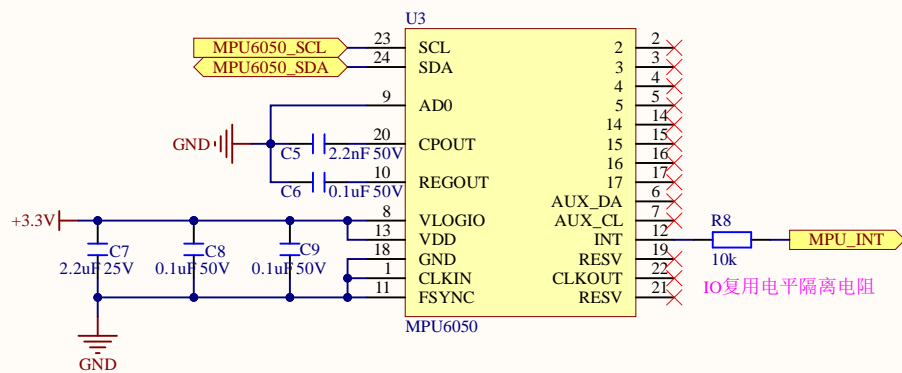 U3
MPU6050_SCL 23 SCL 2 2
MPU6050_SDA 24 SDA 3 3
4 4
9 AD0 5 5
14 14
GND C5 2.2nF 50V 20 CPOUT 15 15
16 16
C6 0.1uF 50V 10 REGOUT 17 17
AUX_DA 6
+3.3V 8 VLOGIO AUX_CL 7 R8
C7 C8 C9 13 VDD INT 12 10k MPU_INT
2.2uF 25V 0.1uF 50V 0.1uF 50V 18 GND RESV 19
1 CLKIN CLKOUT 22 IO复用电平隔离电阻
11 FSYNC RESV 21
MPU6050
GND